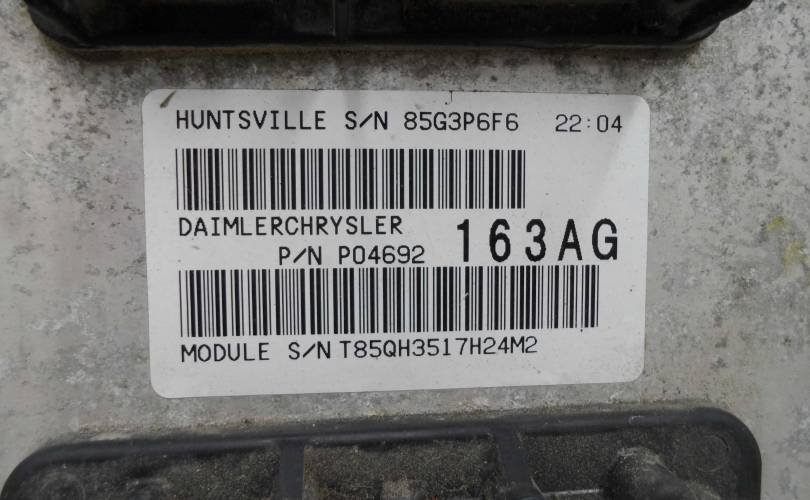 HUNTSVILLE S/N 85G3P6F6 22:04
DAIMLERCHRYSLER
P/N P04692 163AG
MODULE S/N T85QH3517H24M2